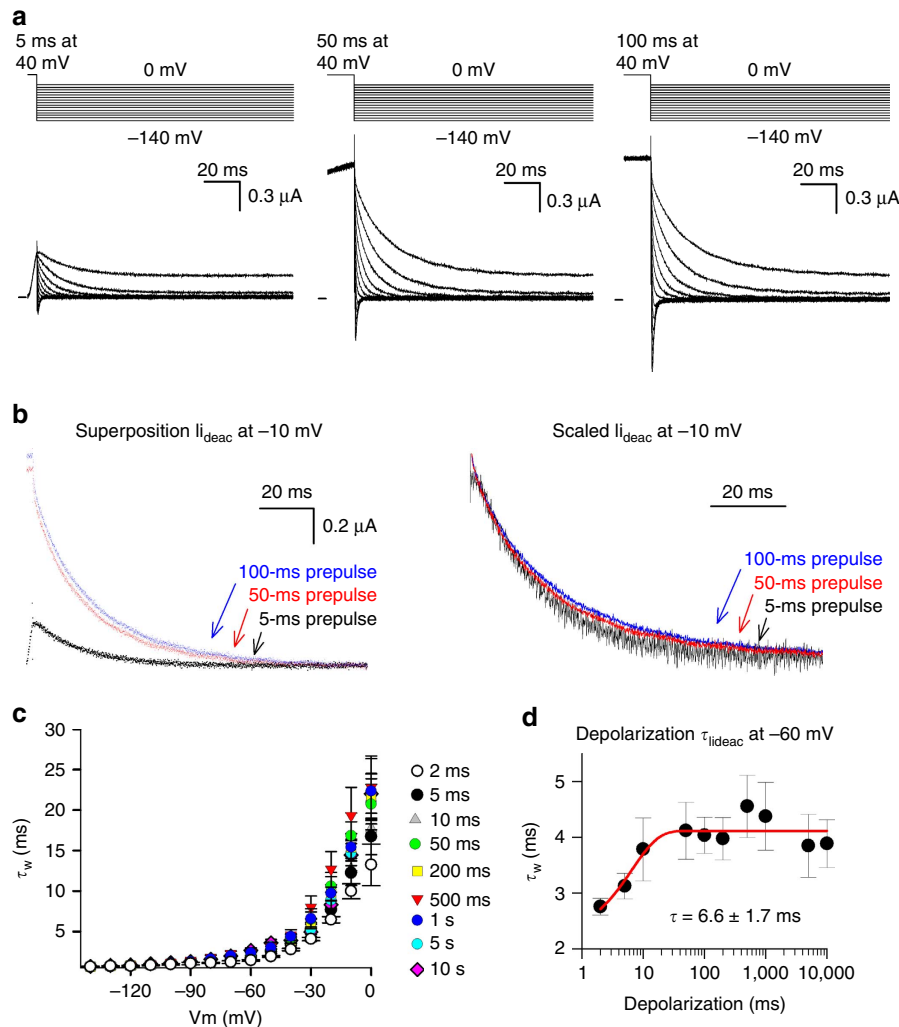 a
5 ms at
40 mV
0 mV
–140 mV
20 ms
0.3 µA
50 ms at
40 mV
0 mV
–140 mV
20 ms
0.3 µA
100 ms at
40 mV
0 mV
–140 mV
20 ms
0.3 µA
b
Superposition Iideac at –10 mV
20 ms
0.2 µA
100-ms prepulse
50-ms prepulse
5-ms prepulse
Scaled Iideac at –10 mV
20 ms
100-ms prepulse
50-ms prepulse
5-ms prepulse
c
30
25
20
15
10
5
τw (ms)
–120 –90 –60 –30 0
Vm (mV)
2 ms
5 ms
10 ms
50 ms
200 ms
500 ms
1 s
5 s
10 s
d
Depolarization τIideac at –60 mV
5
4
3
2
τw (ms)
τ = 6.6 ± 1.7 ms
1 10 100 1,000 10,000
Depolarization
(ms)